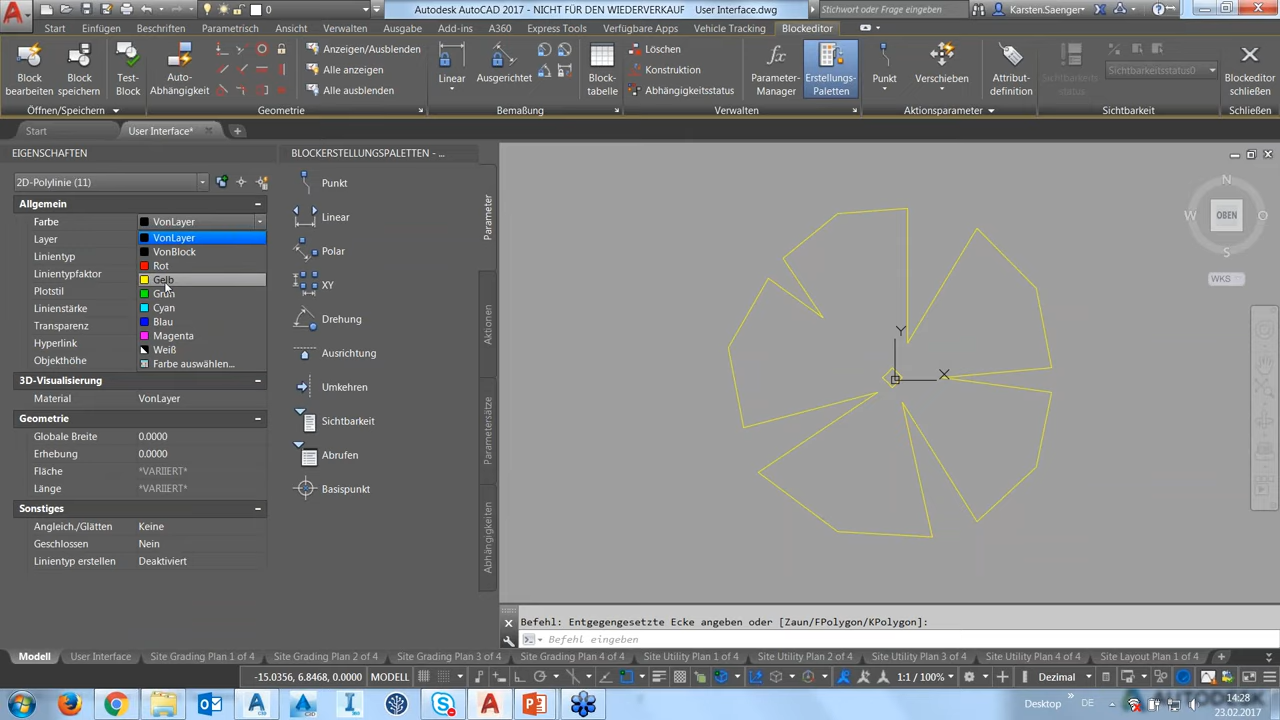 0
Autodesk AutoCAD 2017 - NICHT FÜR DEN WIEDERVERKAUF User Interface.dwg
Stichwort oder Frage eingeben
Karsten.Saenger
Start Einfügen Beschriften Parametrisch Ansicht Verwalten Ausgabe Add-ins A360 Express Tools Verfügbare Apps Vehicle Tracking Blockeditor
Block bearbeiten
Block speichern
Test-Block
Auto-Abhängigkeit
Anzeigen/Ausblenden
Alle anzeigen
Alle ausblenden
Linear
Ausgerichtet
Block-tabelle
Löschen
Konstruktion
Abhängigkeitsstatus
Parameter-Manager
Erstellungs-Paletten
Punkt
Verschieben
Attribut-definition
Sichtbarkeits status
Sichtbarkeitsstatus0
Blockeditor schließen
Öffnen/Speichern
Geometrie
Bemaßung
Verwalten
Aktionsparameter
Sichtbarkeit
Schließen
Start
User Interface*
EIGENSCHAFTEN
2D-Polylinie (11)
Allgemein
Farbe VonLayer
Layer
Linientyp
Linientypfaktor
Plotstil
Linienstärke
Transparenz
Hyperlink
Objekthöhe
VonLayer
VonBlock
Rot
Gelb
Grün
Cyan
Blau
Magenta
Weiß
Farbe auswählen...
3D-Visualisierung
Material VonLayer
Geometrie
Globale Breite 0.0000
Erhebung 0.0000
Fläche *VARIIERT*
Länge *VARIIERT*
Sonstiges
Angleich./Glätten Keine
Geschlossen Nein
Linientyp erstellen Deaktiviert
BLOCKERSTELLUNGSPALETTEN - ...
Punkt
Linear
Polar
XY
Drehung
Ausrichtung
Umkehren
Sichtbarkeit
Abrufen
Basispunkt
Parameter
Aktionen
Parametersätze
Abhängigkeiten
Y
X
N
W OBEN O
S
WKS
Befehl: Entgegengesetzte Ecke angeben oder [Zaun/FPolygon/KPolygon]:
Befehl eingeben
Modell User Interface Site Grading Plan 1 of 4 Site Grading Plan 2 of 4 Site Grading Plan 3 of 4 Site Grading Plan 4 of 4 Site Utility Plan 1 of 4 Site Utility Plan 2 of 4 Site Utility Plan 3 of 4 Site Utility Plan 4 of 4 Site Layout Plan 1 of 4
-15.0356, 6.8468, 0.0000 MODELL 1:1 / 100% Dezimal
Desktop DE 14:28
23.02.2017